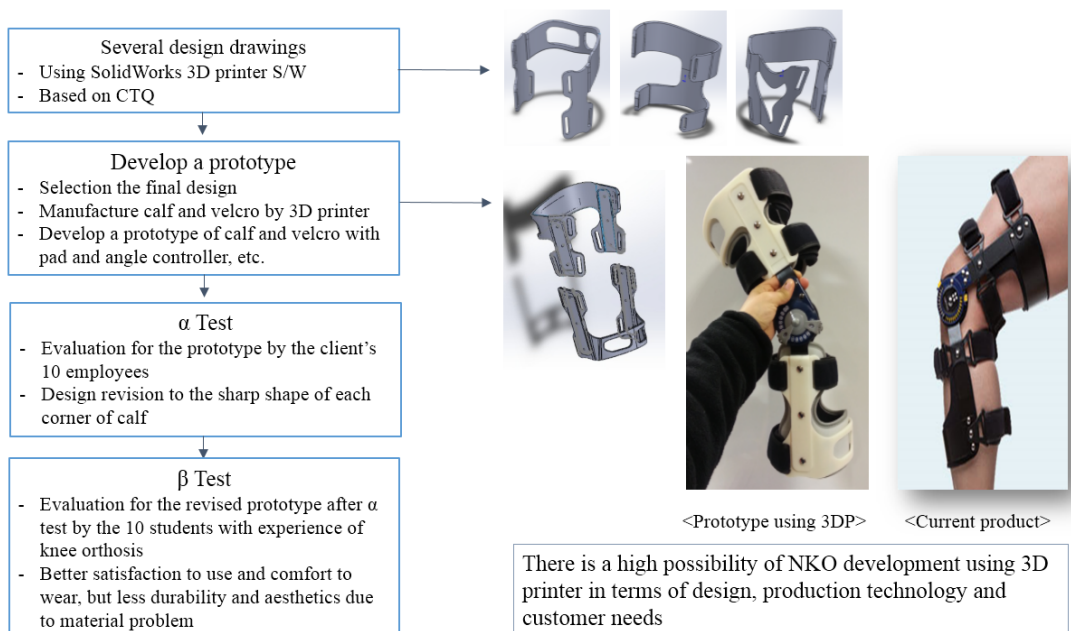 Several design drawings
- Using SolidWorks 3D printer S/W
- Based on CTQ
Develop a prototype
- Selection the final design
- Manufacture calf and velcro by 3D printer
- Develop a prototype of calf and velcro with
pad and angle controller, etc.
α Test
- Evaluation for the prototype by the client's
10 employees
- Design revision to the sharp shape of each
corner of calf
β Test
- Evaluation for the revised prototype after α
test by the 10 students with experience of
knee orthosis
- Better satisfaction to use and comfort to
wear, but less durability and aesthetics due
to material problem
<Prototype using 3DP>
<Current product>
There is a high possibility of NKO development using 3D
printer in terms of design, production technology and
customer needs